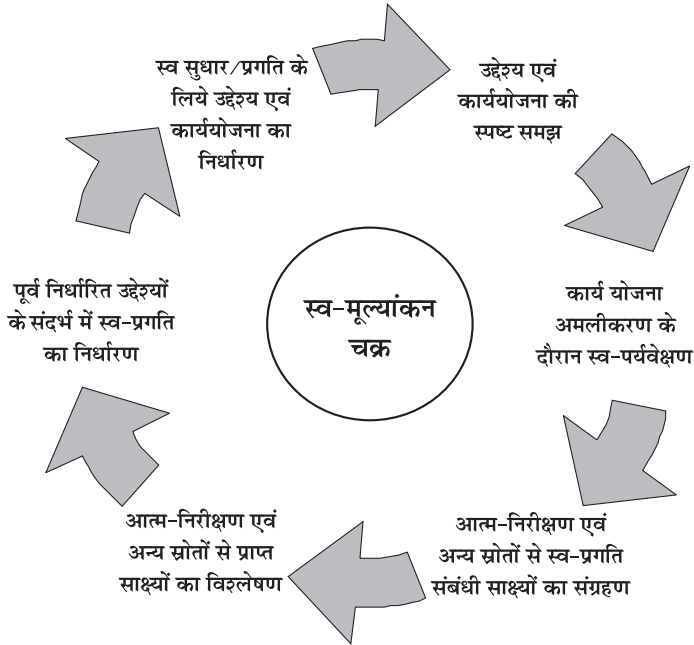 स्व सुधार/प्रगति के
लिये उद्देश्य एवं
कार्ययोजना का
निर्धारण
उद्देश्य एवं
कार्ययोजना की
स्पष्ट समझ
कार्य योजना
अमलीकरण के
दौरान स्व-पर्यवेक्षण
आत्म-निरीक्षण एवं
अन्य स्रोतों से स्व-प्रगति
संबंधी साक्ष्यों का संग्रहण
आत्म-निरीक्षण एवं
अन्य स्रोतों से प्राप्त
साक्ष्यों का विश्लेषण
पूर्व निर्धारित उद्देश्यों
के संदर्भ में स्व-प्रगति
का निर्धारण
स्व-मूल्यांकन
चक्र